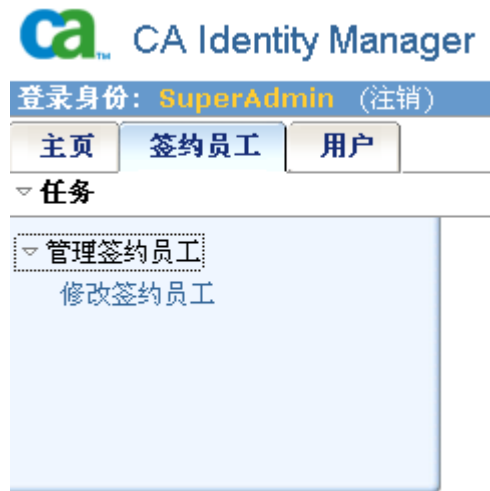 ca™ CA Identity Manager
登录身份: SuperAdmin (注销)
主页 签约员工 用户
任务
管理签约员工
修改签约员工